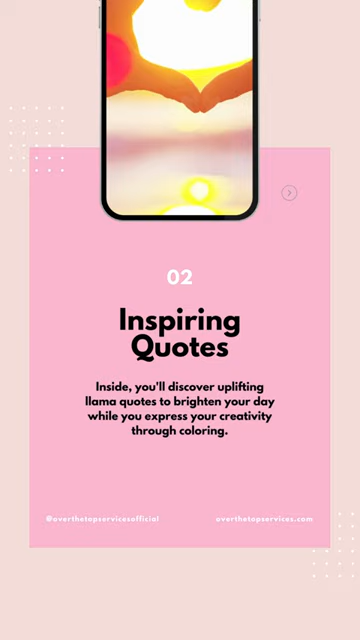 02
Inspiring
Quotes
Inside, you'll discover uplifting
llama quotes to brighten your day
while you express your creativity
through coloring.
@overthetopservicesofficial
overthetopservices.com